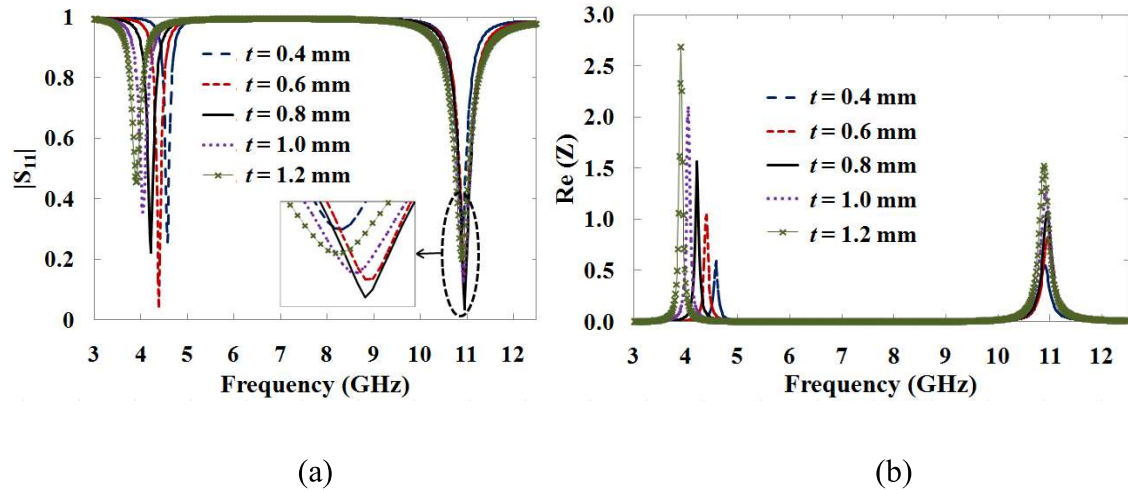 1
0.8
0.6
0.4
0.2
0
|S11|
t = 0.4 mm
t = 0.6 mm
t = 0.8 mm
t = 1.0 mm
t = 1.2 mm
3 4 5 6 7 8 9 10 11 12
Frequency (GHz)
(a)
3.0
2.5
2.0
1.5
1.0
0.5
0.0
Re (Z)
t = 0.4 mm
t = 0.6 mm
t = 0.8 mm
t = 1.0 mm
t = 1.2 mm
3 4 5 6 7 8 9 10 11 12
Frequency (GHz)
(b)